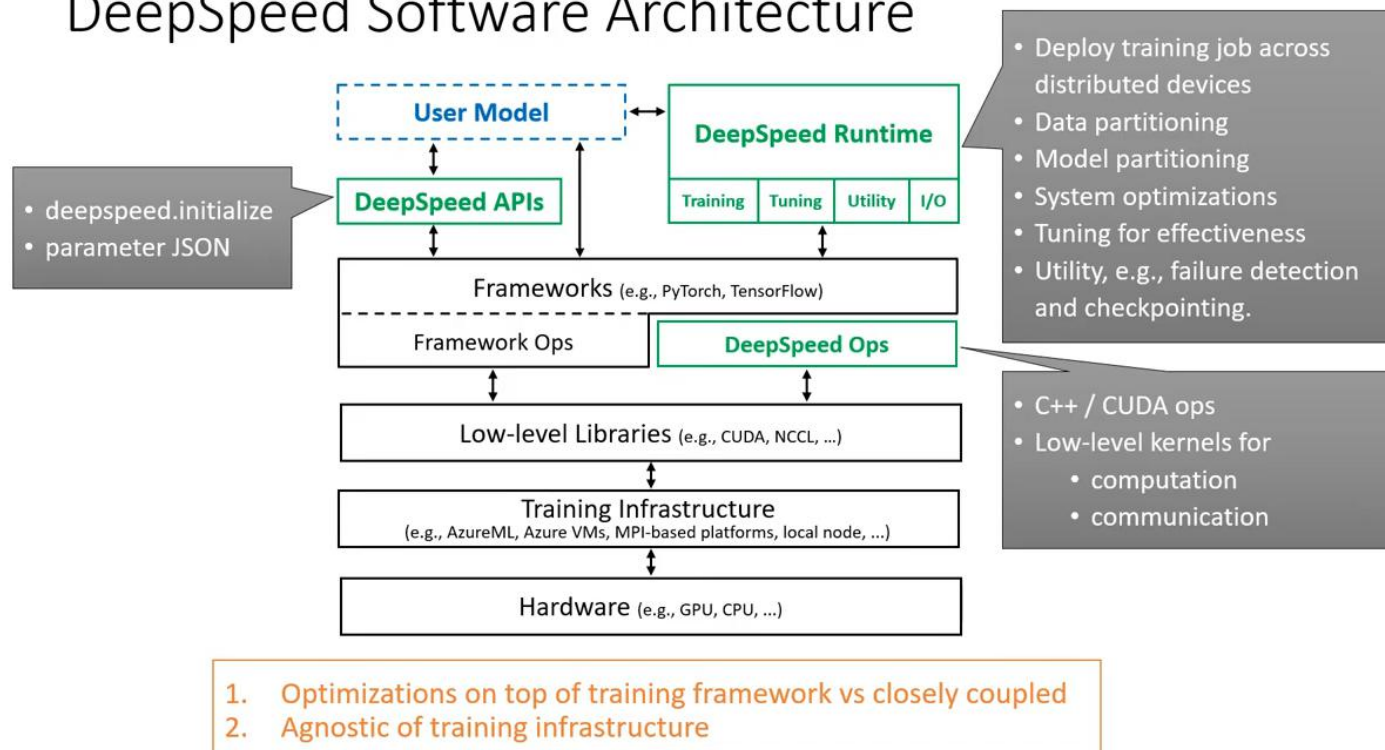 DeepSpeed Software Architecture
User Model
DeepSpeed Runtime
Training
Tuning
Utility
I/O
DeepSpeed APIs
• deepspeed.initialize
• parameter JSON
• Deploy training job across
distributed devices
• Data partitioning
• Model partitioning
• System optimizations
• Tuning for effectiveness
• Utility, e.g., failure detection
and checkpointing.
Frameworks (e.g., PyTorch, TensorFlow)
Framework Ops
DeepSpeed Ops
• C++ / CUDA ops
• Low-level kernels for
• computation
• communication
Low-level Libraries (e.g., CUDA, NCCL, ...)
Training Infrastructure
(e.g., AzureML, Azure VMs, MPI-based platforms, local node, ...)
Hardware (e.g., GPU, CPU, ...)
1. Optimizations on top of training framework vs closely coupled
2. Agnostic of training infrastructure